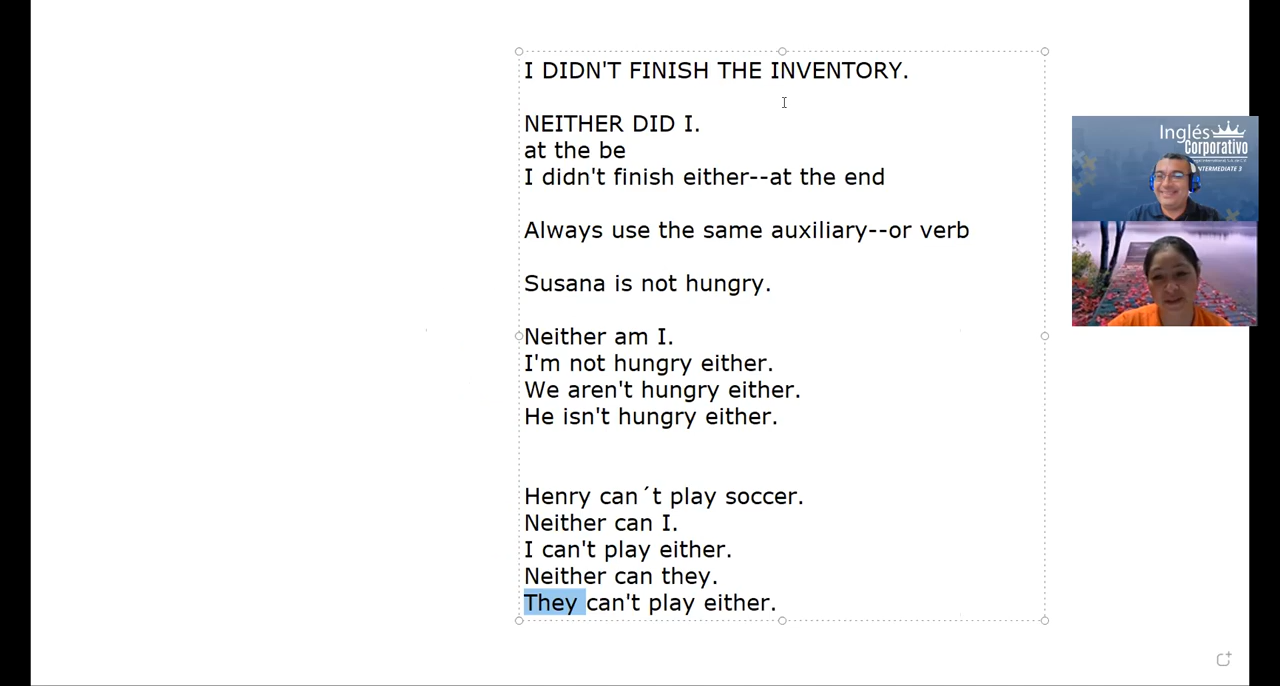 I DIDN'T FINISH THE INVENTORY.
NEITHER DID I.
at the be
I didn't finish either--at the end
Always use the same auxiliary--or verb
Susana is not hungry.
Neither am I.
I'm not hungry either.
We aren't hungry either.
He isn't hungry either.
Henry can´t play soccer.
Neither can I.
I can't play either.
Neither can they.
They can't play either.
Inglés
Corporativo
INTERMEDIATE 3